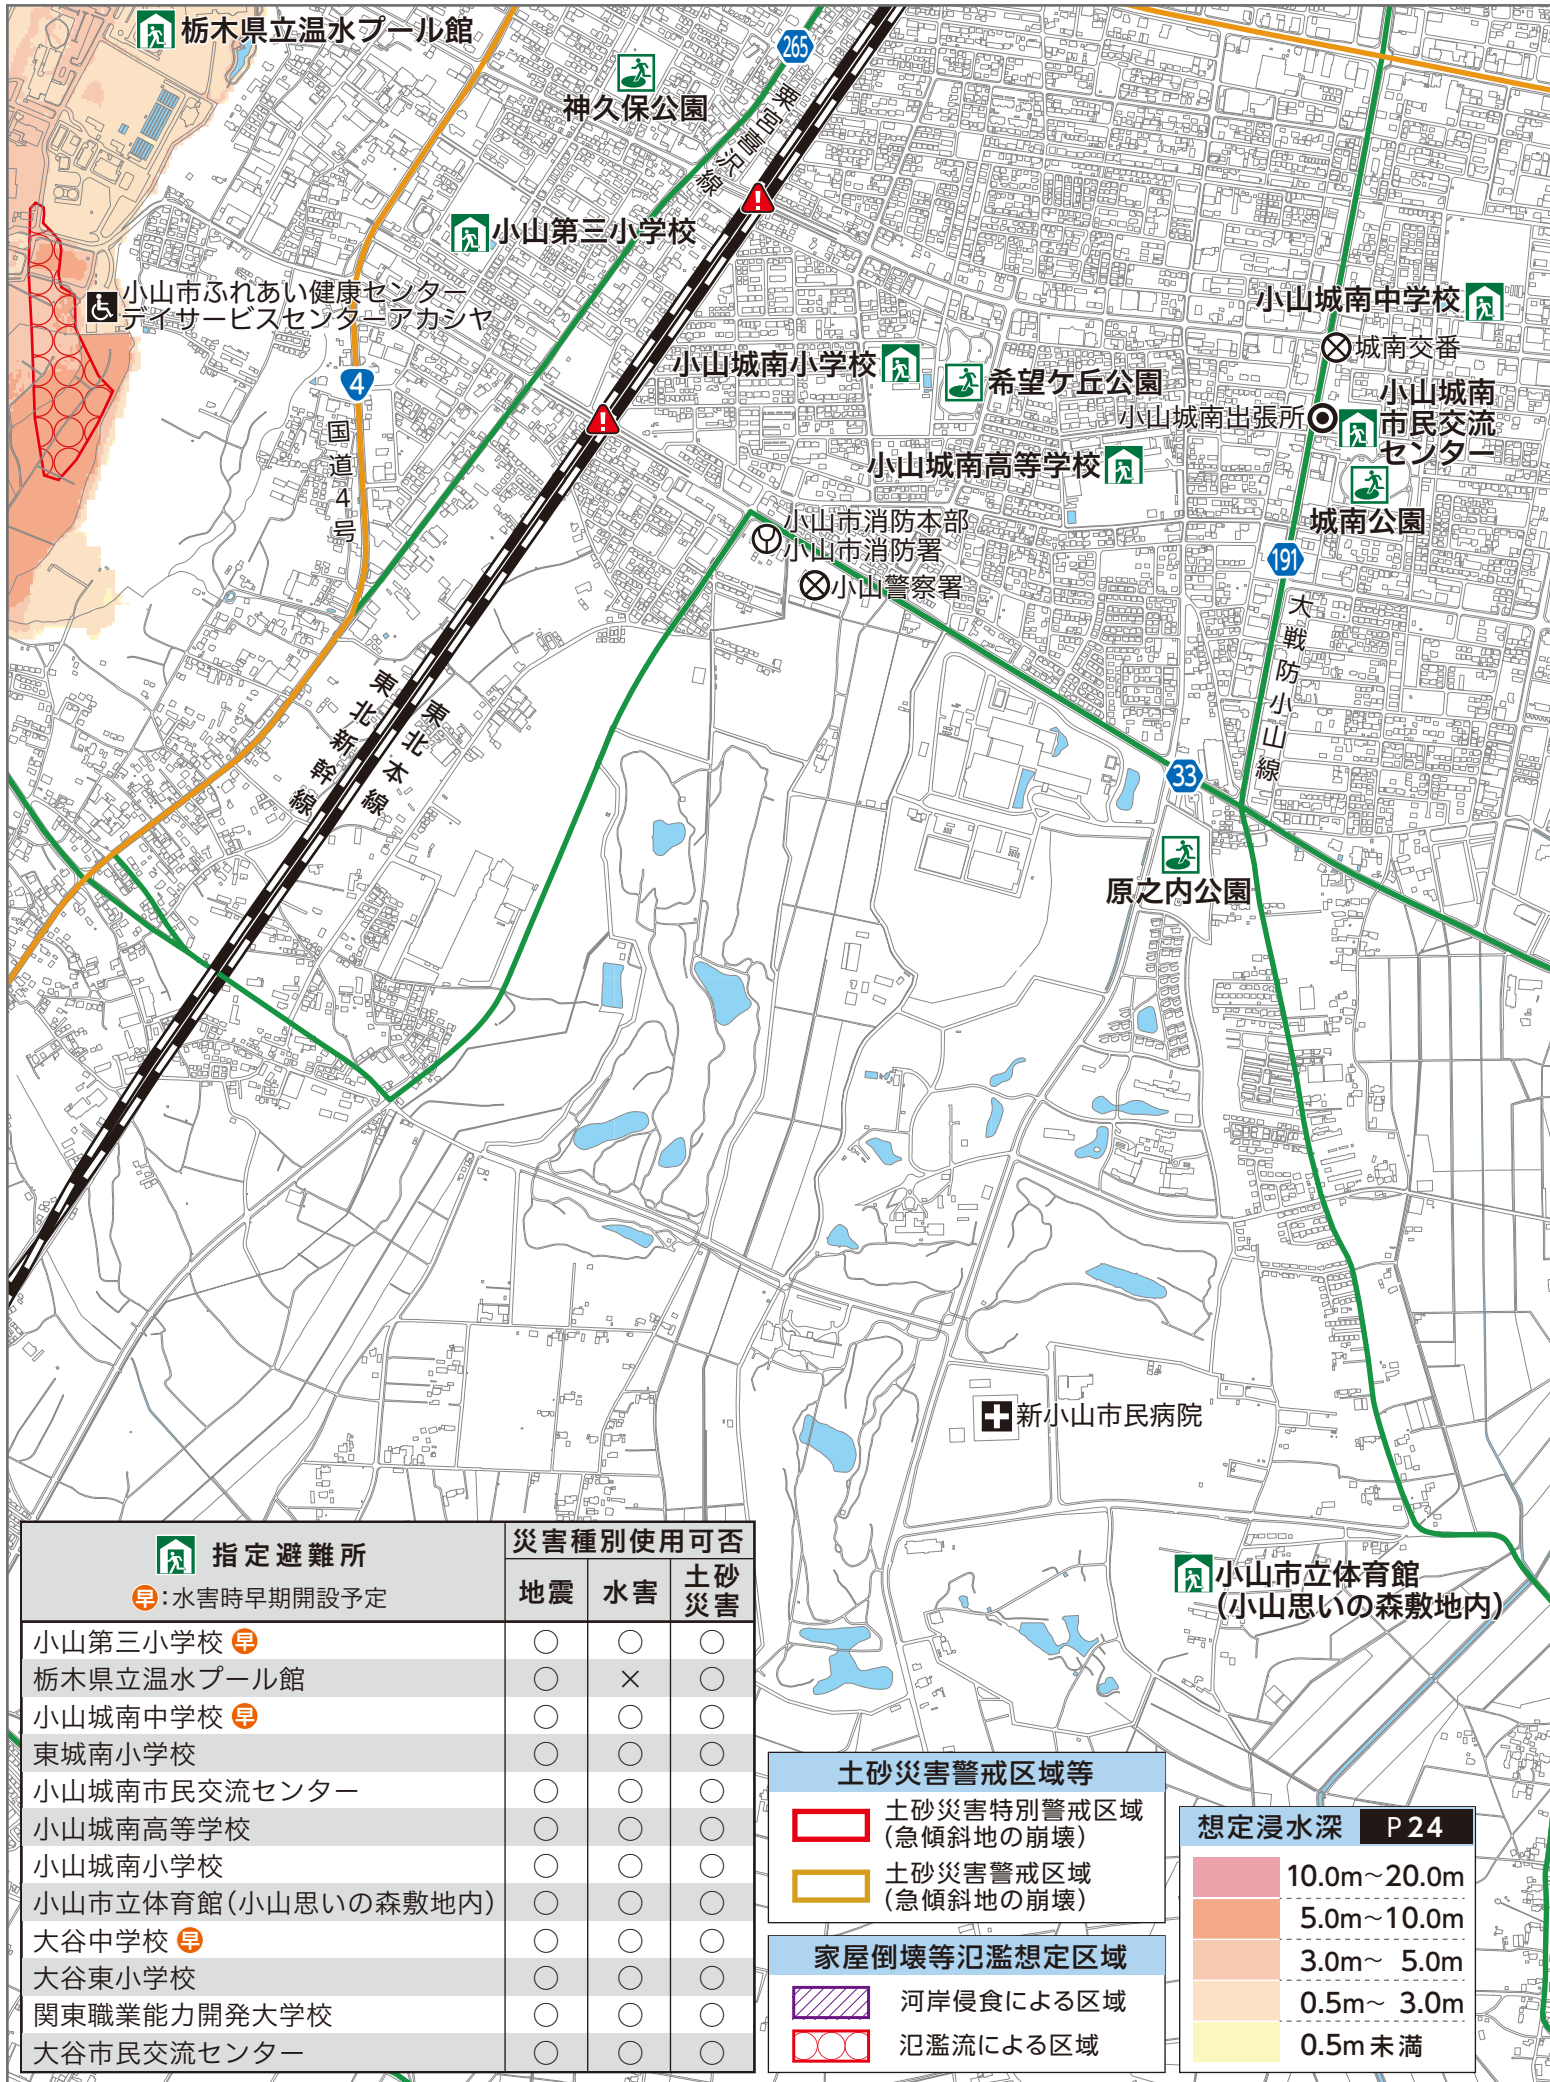 栃木県立温水プール館
265
神久保公園
粟宮喜沢線
小山第三小学校
小山市ふれあい健康センター
デイサービスセンターアカシヤ
小山城南中学校
城南交番
小山城南小学校
希望ケ丘公園
4
国道4号
小山城南出張所
小山城南
市民交流
センター
小山城南高等学校
城南公園
小山市消防本部
小山市消防署
小山警察署
191
大戦防小山線
東北新幹線
東北本線
33
原之内公園
新小山市民病院
小山市立体育館
(小山思いの森敷地内)
指定避難所
早:水害時早期開設予定
災害種別使用可否
地震 水害 土砂災害
小山第三小学校 早 ○ ○ ○
栃木県立温水プール館 ○ × ○
小山城南中学校 早 ○ ○ ○
東城南小学校 ○ ○ ○
小山城南市民交流センター ○ ○ ○
小山城南高等学校 ○ ○ ○
小山城南小学校 ○ ○ ○
小山市立体育館(小山思いの森敷地内) ○ ○ ○
大谷中学校 早 ○ ○ ○
大谷東小学校 ○ ○ ○
関東職業能力開発大学校 ○ ○ ○
大谷市民交流センター ○ ○ ○
土砂災害警戒区域等
土砂災害特別警戒区域
(急傾斜地の崩壊)
土砂災害警戒区域
(急傾斜地の崩壊)
家屋倒壊等氾濫想定区域
河岸侵食による区域
氾濫流による区域
想定浸水深 P24
10.0m〜20.0m
5.0m〜10.0m
3.0m〜 5.0m
0.5m〜 3.0m
0.5m未満